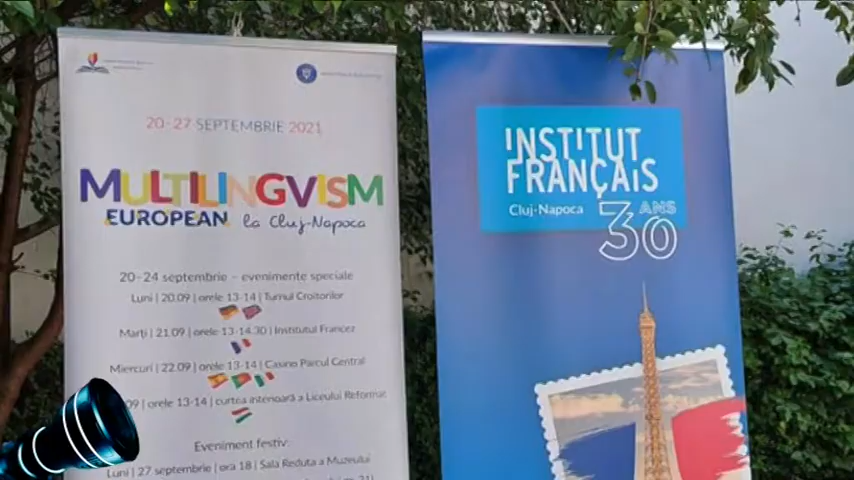 20-27 SEPTEMBRIE 2021
MULTILINGVISM
EUROPEAN la Cluj-Napoca
20-24 septembrie - evenimente speciale
Luni | 20.09 | orele 13-14 | Turnul Croitorilor
Marți | 21.09 | orele 13-14.30 | Institutul Francez
Miercuri | 22.09 | orele 13-14 | Casino Parcul Central
09 | orele 13-14 | curtea interioară a Liceului Reformat
Eveniment festiv:
Luni | 27 septembrie | ora 18 | Sala Reduta a Muzeului
INSTITUT
FRANÇAIS
Cluj-Napoca
30 ANS